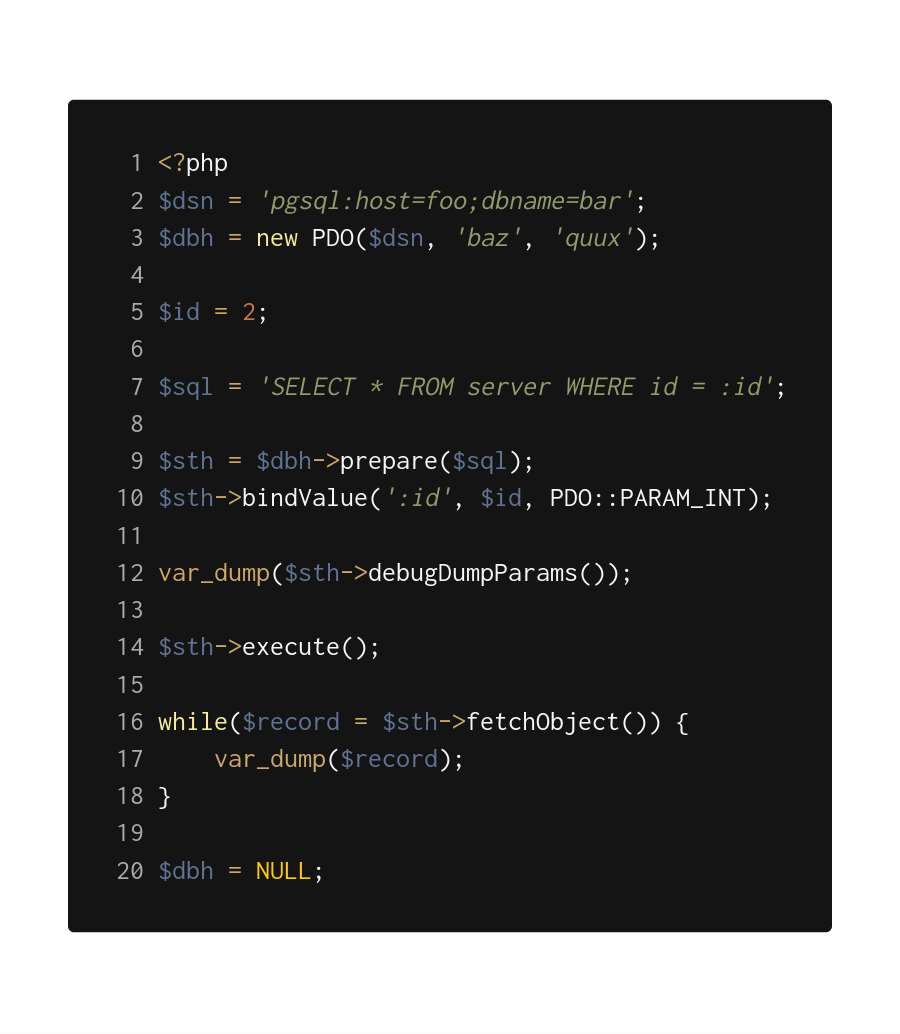 1 <?php
2 $dsn = 'pgsql:host=foo;dbname=bar';
3 $dbh = new PDO($dsn, 'baz', 'quux');
4
5 $id = 2;
6
7 $sql = 'SELECT * FROM server WHERE id = :id';
8
9 $sth = $dbh->prepare($sql);
10 $sth->bindValue(':id', $id, PDO::PARAM_INT);
11
12 var_dump($sth->debugDumpParams());
13
14 $sth->execute();
15
16 while($record = $sth->fetchObject()) {
17     var_dump($record);
18 }
19
20 $dbh = NULL;